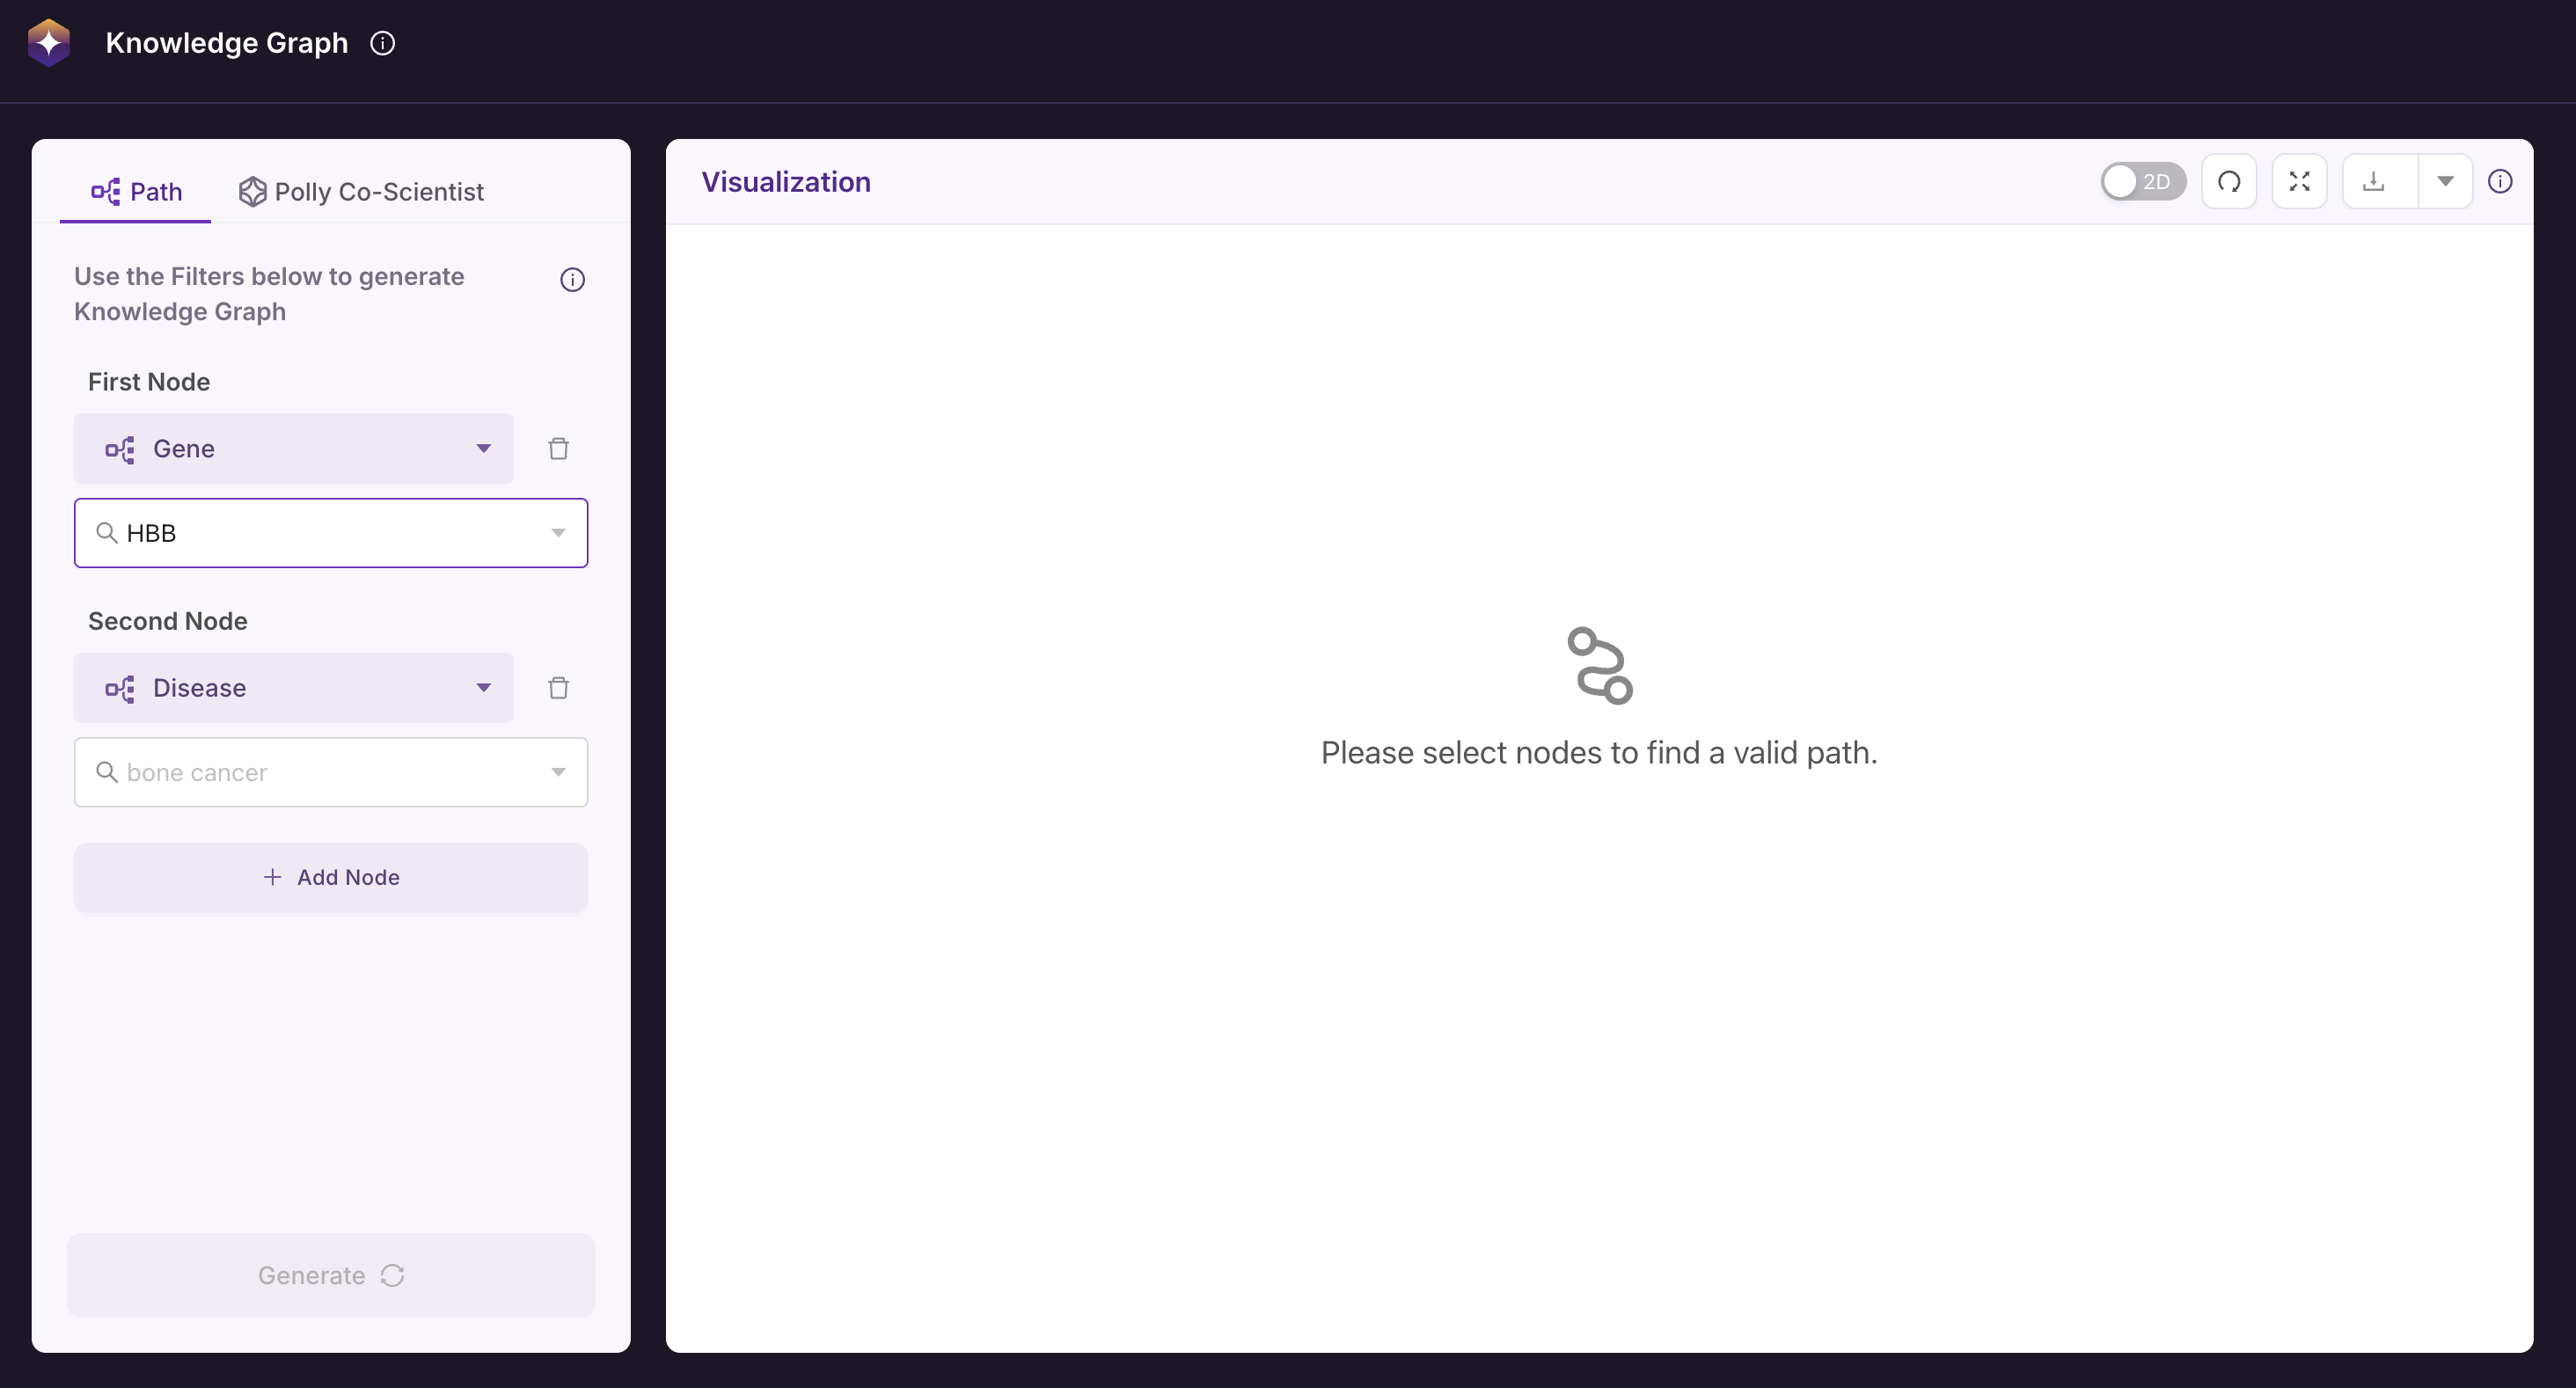 Knowledge Graph
Path
Polly Co-Scientist
Use the Filters below to generate
Knowledge Graph
First Node
Gene
HBB
Second Node
Disease
bone cancer
+ Add Node
Generate
Visualization
2D
Please select nodes to find a valid path.